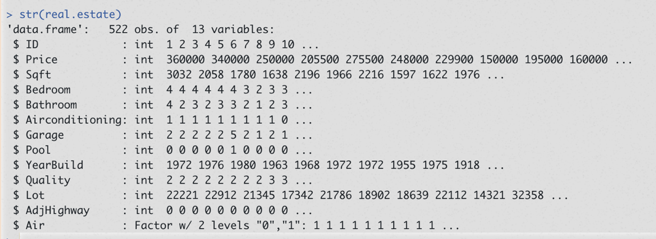 > str(real.estate)
'data.frame':   522 obs. of  13 variables:
 $ ID             : int  1 2 3 4 5 6 7 8 9 10 ...
 $ Price          : int  360000 340000 250000 205500 275500 248000 229900 150000 195000 160000 ...
 $ Sqft           : int  3032 2058 1780 1638 2196 1966 2216 1597 1622 1976 ...
 $ Bedroom        : int  4 4 4 4 4 4 3 2 3 3 ...
 $ Bathroom       : int  4 2 3 2 3 3 2 1 2 3 ...
 $ Airconditioning: int  1 1 1 1 1 1 1 1 1 0 ...
 $ Garage         : int  2 2 2 2 2 5 2 1 2 1 ...
 $ Pool           : int  0 0 0 0 0 1 0 0 0 0 ...
 $ YearBuild      : int  1972 1976 1980 1963 1968 1972 1972 1955 1975 1918 ...
 $ Quality        : int  2 2 2 2 2 2 2 2 3 3 ...
 $ Lot            : int  22221 22912 21345 17342 21786 18902 18639 22112 14321 32358 ...
 $ AdjHighway     : int  0 0 0 0 0 0 0 0 0 0 ...
 $ Air            : Factor w/ 2 levels "0","1": 1 1 1 1 1 1 1 1 1 1 ...